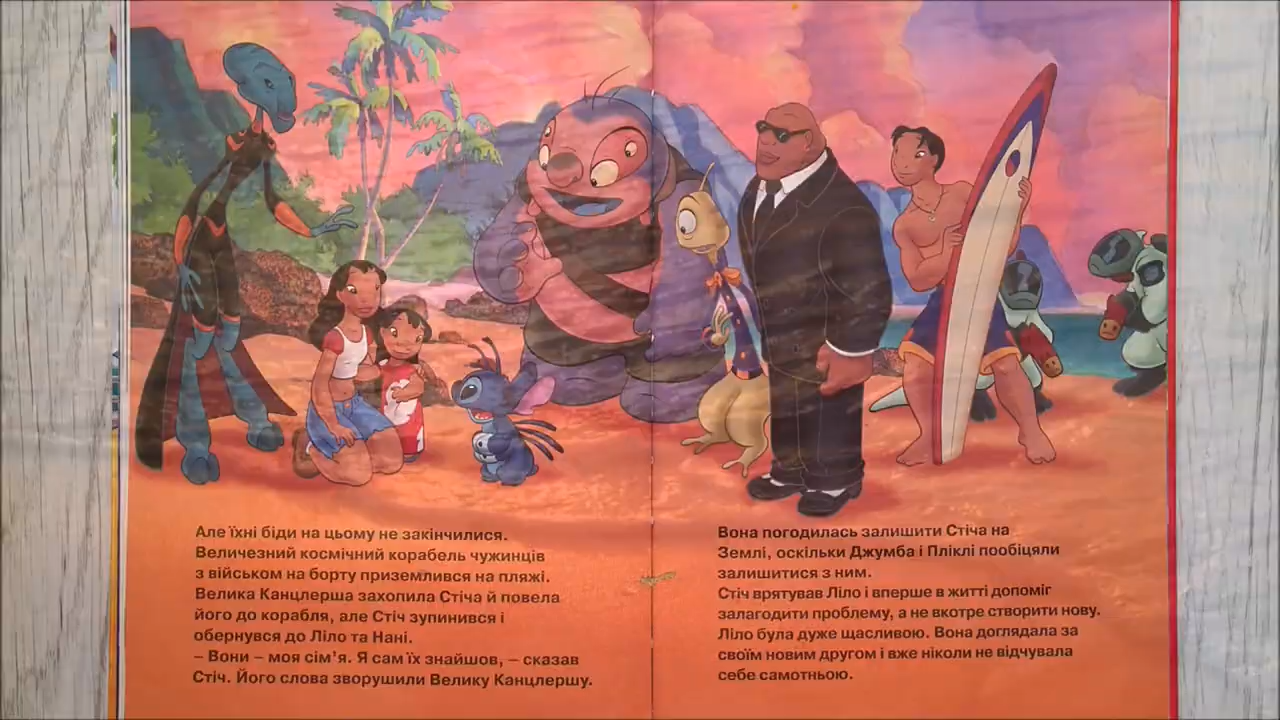 Але їхні біди на цьому не закінчилися.
Величезний космічний корабель чужинців
з військом на борту приземлився на пляжі.
Велика Канцлерша захопила Стіча й повела
його до корабля, але Стіч зупинився і
обернувся до Ліло та Нані.
– Вони – моя сім'я. Я сам їх знайшов, – сказав
Стіч. Його слова зворушили Велику Канцлершу.
Вона погодилась залишити Стіча на
Землі, оскільки Джумба і Пліклі пообіцяли
залишитися з ним.
Стіч врятував Ліло і вперше в житті допоміг
залагодити проблему, а не вкотре створити нову.
Ліло була дуже щасливою. Вона доглядала за
своїм новим другом і вже ніколи не відчувала
себе самотньою.